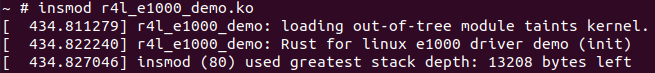 ~ # insmod r4l_e1000_demo.ko
[  434.811279] r4l_e1000_demo: loading out-of-tree module taints kernel.
[  434.822240] r4l_e1000_demo: Rust for linux e1000 driver demo (init)
[  434.827046] insmod (80) used greatest stack depth: 13208 bytes left